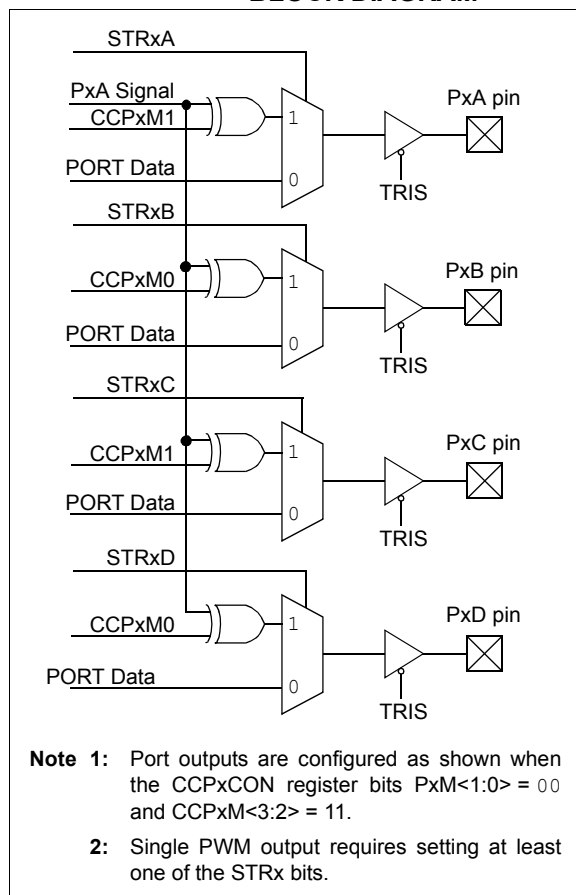 STRxA
PxA Signal
CCPxM1
PORT Data
1
0
PxA pin
TRIS
STRxB
CCPxM0
PORT Data
1
0
PxB pin
TRIS
STRxC
CCPxM1
PORT Data
1
0
PxC pin
TRIS
STRxD
CCPxM0
PORT Data
1
0
PxD pin
TRIS
Note 1: Port outputs are configured as shown when
the CCPxCON register bits PxM<1:0> = 00
and CCPxM<3:2> = 11.
2: Single PWM output requires setting at least
one of the STRx bits.